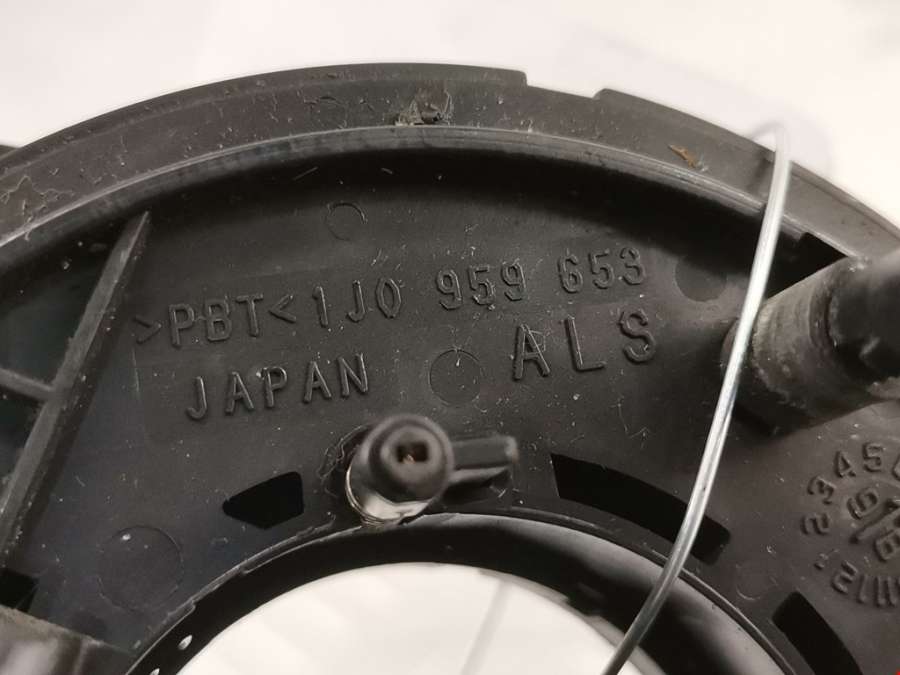 >PBT< 1J0 959 653
JAPAN ALS